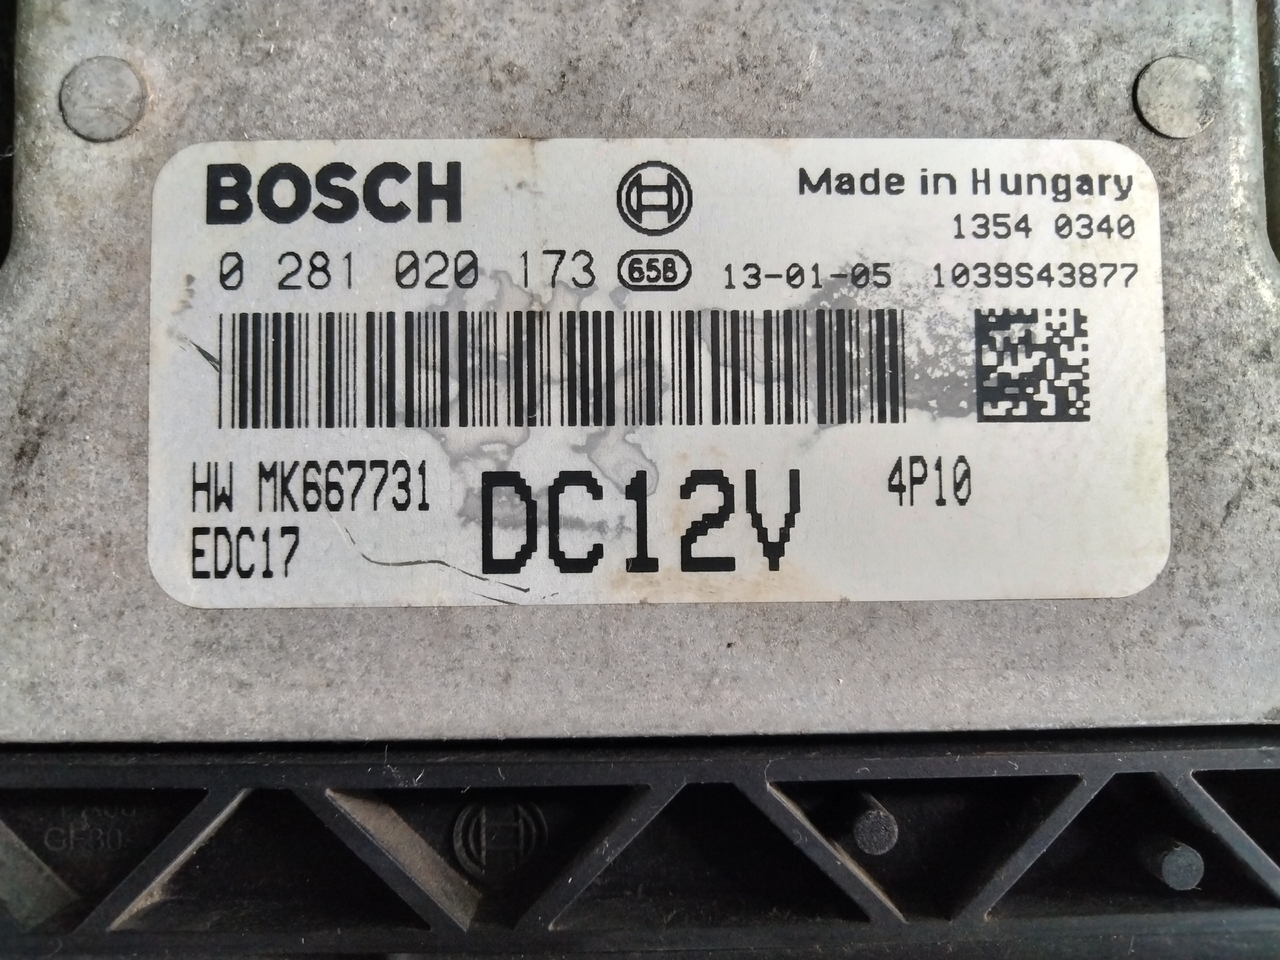 BOSCH
Made in Hungary
1354 0340
0 281 020 173 65B 13-01-05 1039S43877
HW MK667731 DC12V 4P10
EDC17